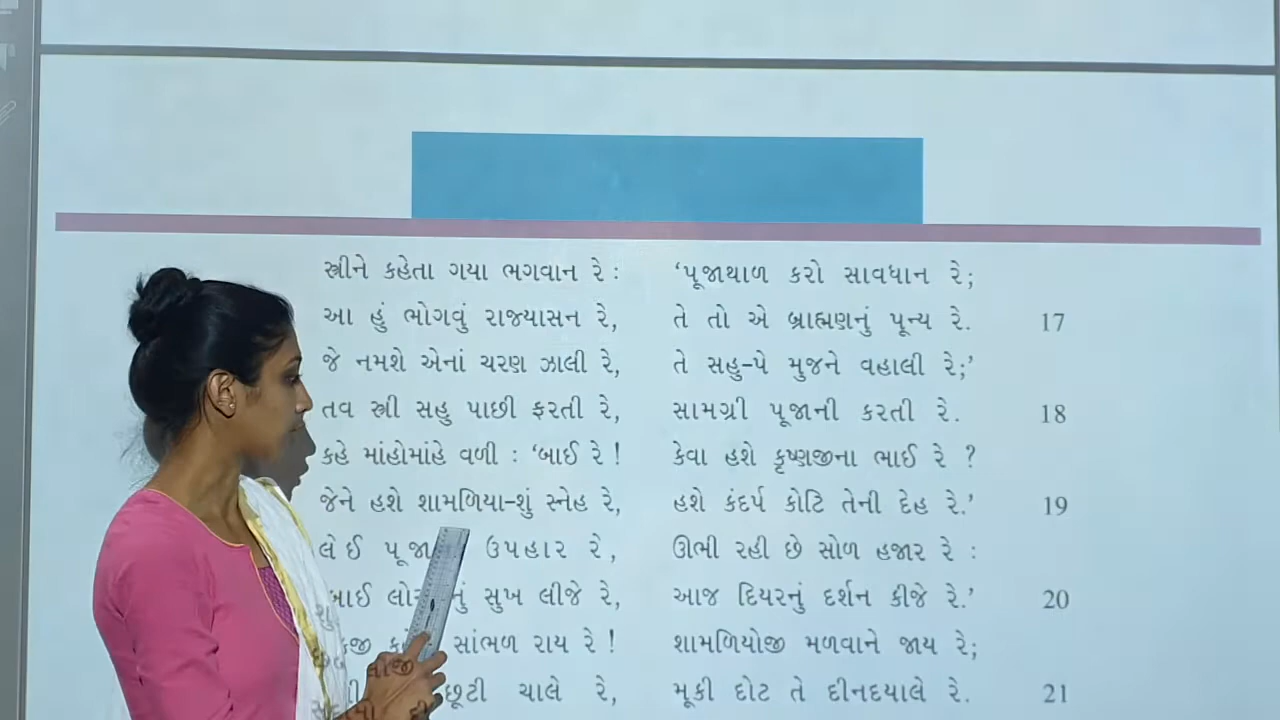 સ્ત્રીને કહેતા ગયા ભગવાન રે : ‘પૂજાથાળ કરો સાવધાન રે;
આ હું ભોગવું રાજ્યાસન રે, તે તો એ બ્રાહ્મણનું પૂન્ય રે. 17
જે નમશે એનાં ચરણ ઝાલી રે, તે સહુ-પે મુજને વહાલી રે;’
તવ સ્ત્રી સહુ પાછી ફરતી રે, સામગ્રી પૂજાની કરતી રે. 18
કહે માંહોમાંહે વળી : ‘બાઈ રે ! કેવા હશે કૃષ્ણજીના ભાઈ રે ?
જેને હશે શામળિયા-શું સ્નેહ રે, હશે કંદર્પ કોટિ તેની દેહ રે.’ 19
લેઈ ઉપહાર રે, ઊભી રહી છે સોળ હજાર રે :
સુખ લીજે રે, આજ દિયરનું દર્શન કીજે રે.’ 20
સાંભળ રાય રે ! શામળિયોજી મળવાને જાય રે;
છૂટી ચાલે રે, મૂકી દોટ તે દીનદયાલે રે. 21